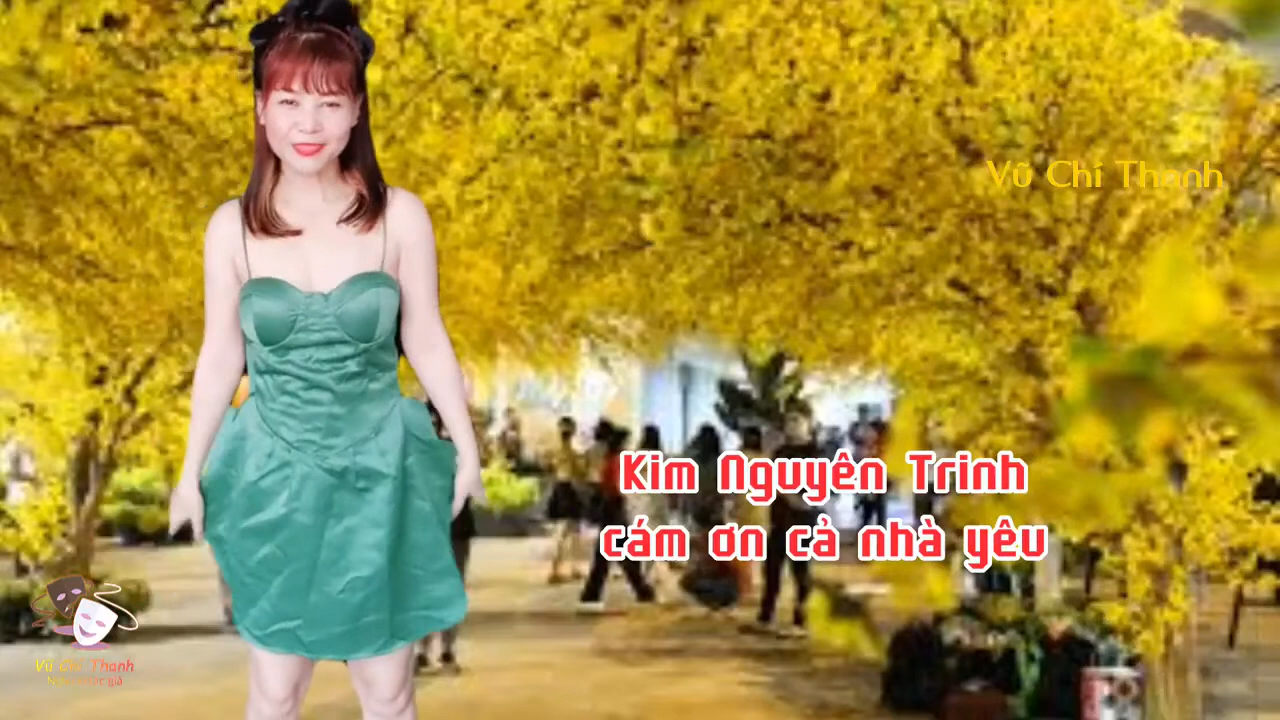 Vũ Chí Thanh
Kim Nguyên Trinh
cám ơn cả nhà yêu
Vũ Chí Thanh